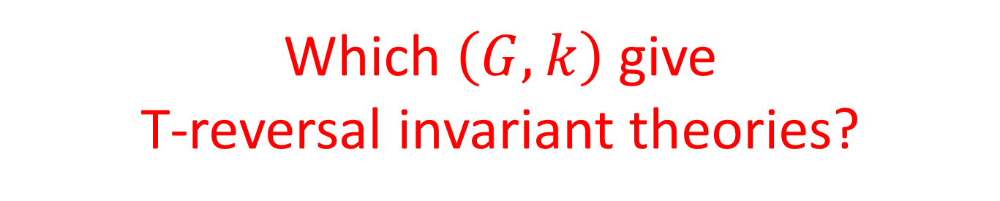 Which (𝐺, 𝑘) give
T-reversal invariant theories?